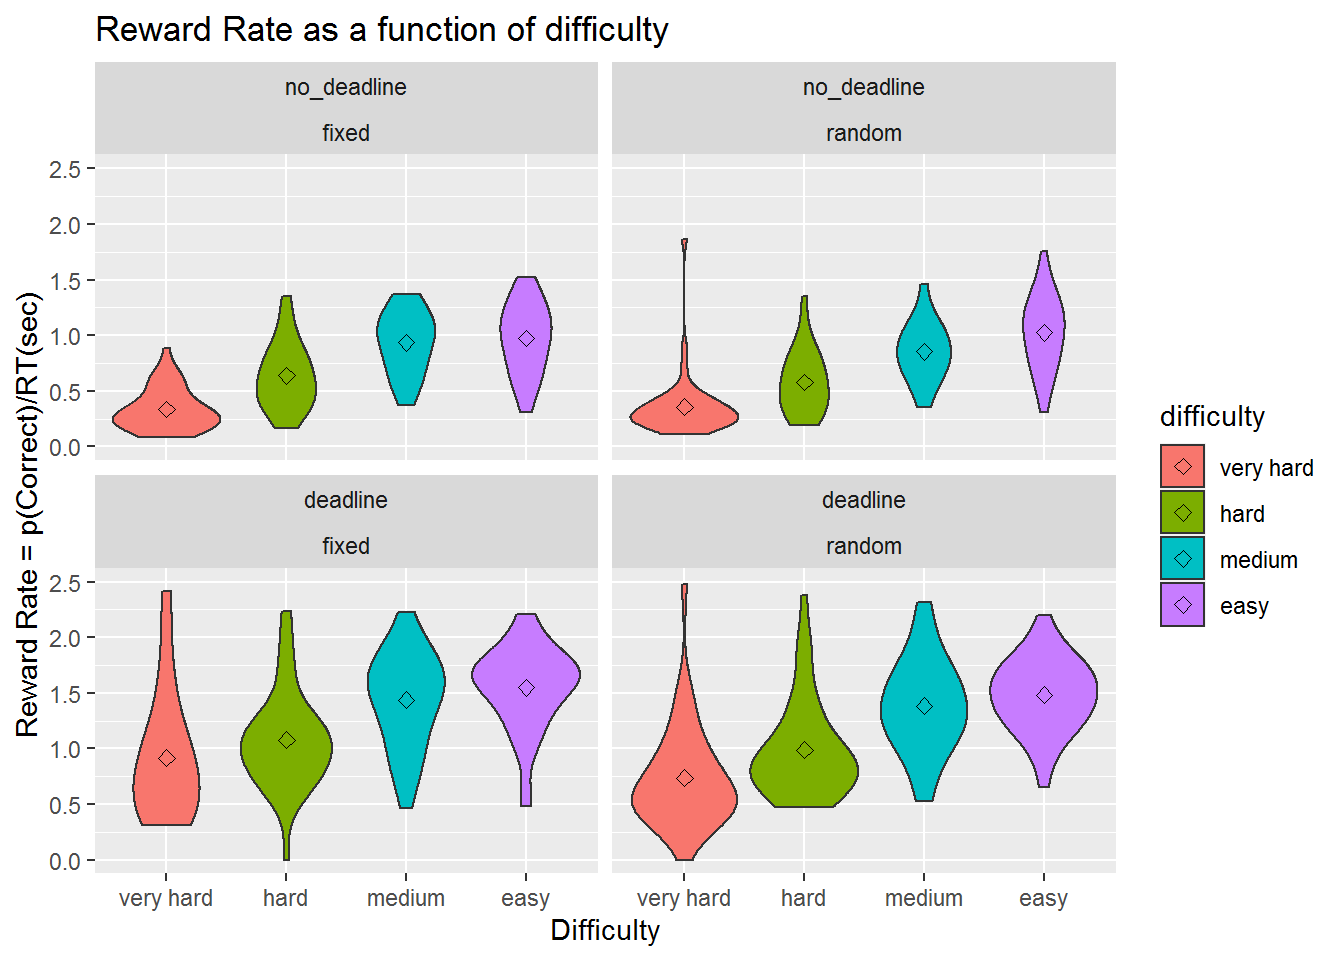 Reward Rate as a function of difficulty
no_deadline
fixed
no_deadline
random
2.5
2.0
1.5
1.0
0.5
0.0
deadline
fixed
deadline
random
2.5
2.0
1.5
1.0
0.5
0.0
very hard
hard
medium
easy
very hard
hard
medium
easy
Difficulty
Reward Rate = p(Correct)/RT(sec)
difficulty
very hard
hard
medium
easy